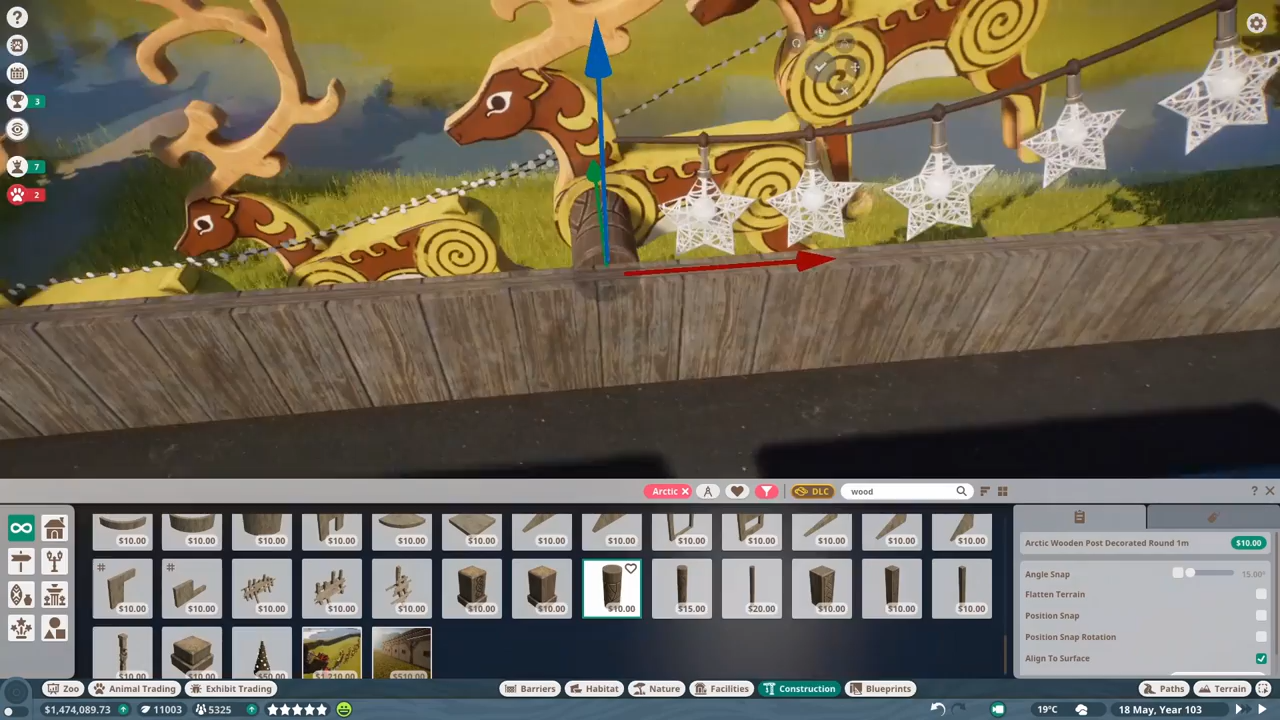 ?
3
7
2
Arctic ×
DLC
wood
? ×
$10.00 $10.00 $10.00 $10.00 $10.00 $10.00 $10.00 $10.00 $10.00 $10.00 $10.00 $10.00 $10.00
# $10.00 # $10.00 $10.00 $10.00 $10.00 $10.00 $10.00 $10.00 $15.00 $20.00 $10.00 $10.00 $10.00
Arctic Wooden Post Decorated Round 1m $10.00
Angle Snap 15.00°
Flatten Terrain
Position Snap
Position Snap Rotation
Align To Surface
Zoo Animal Trading Exhibit Trading Barriers Habitat Nature Facilities Construction Blueprints Paths Terrain
$1,474,089.73 11003 5325 19°C 18 May, Year 103